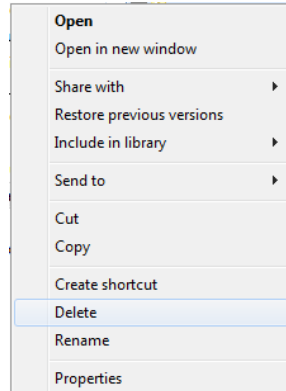 Open
Open in new window
Share with
Restore previous versions
Include in library
Send to
Cut
Copy
Create shortcut
Delete
Rename
Properties